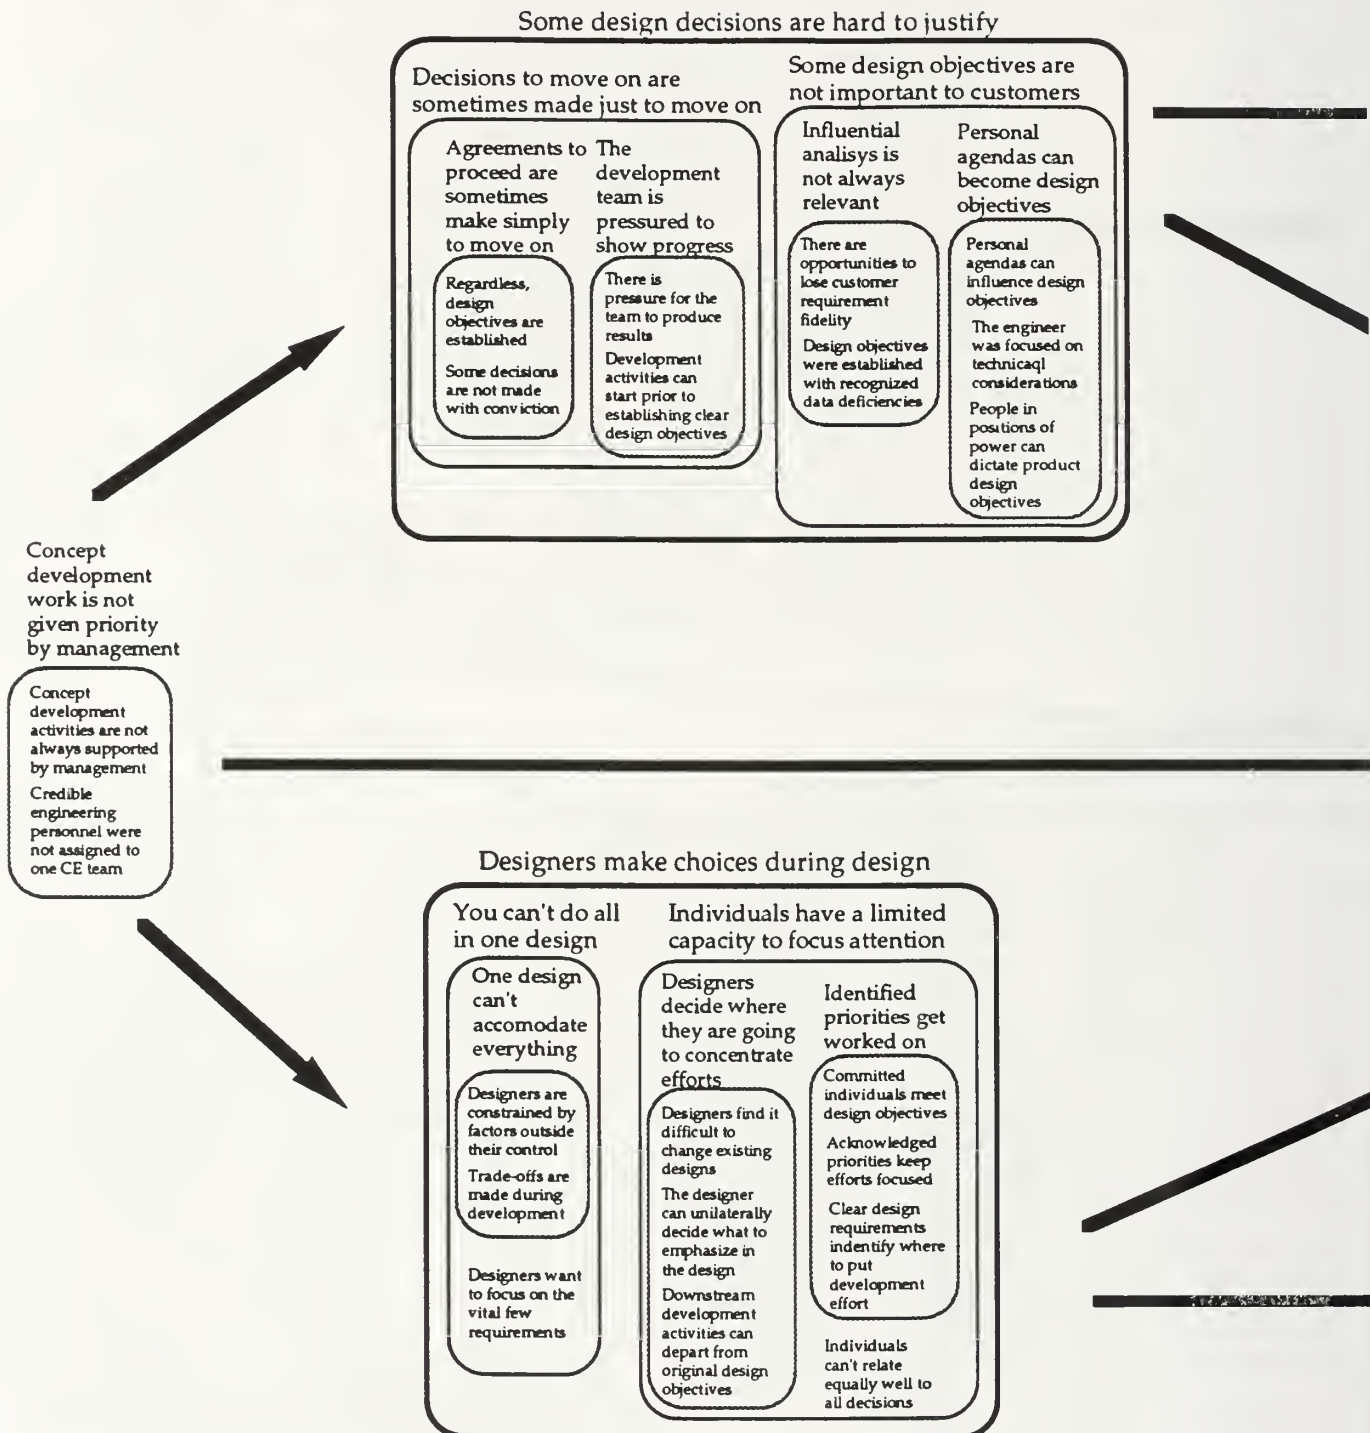 Some design decisions are hard to justify
Decisions to move on are
sometimes made just to move on
Agreements to
proceed are
sometimes
make simply
to move on
Regardless,
design
objectives are
established
Some decisions
are not made
with conviction
The
development
team is
pressured to
show progress
There is
pressure for the
team to produce
results
Development
activities can
start prior to
establishing clear
design objectives
Some design objectives are
not important to customers
Influential
analisys is
not always
relevant
There are
opportunities to
lose customer
requirement
fidelity
Design objectives
were established
with recognized
data deficiencies
Personal
agendas can
become design
objectives
Personal
agendas can
influence design
objectives
The engineer
was focused on
technicaql
considerations
People in
positions of
power can
dictate product
design
objectives
Concept
development
work is not
given priority
by management
Concept
development
activities are not
always supported
by management
Credible
engineering
personnel were
not assigned to
one CE team
Designers make choices during design
You can't do all
in one design
One design
can't
accomodate
everything
Designers are
constrained by
factors outside
their control
Trade-offs are
made during
development
Designers want
to focus on the
vital few
requirements
Individuals have a limited
capacity to focus attention
Designers
decide where
they are going
to concentrate
efforts
Designers find it
difficult to
change existing
designs
The designer
can unilaterally
decide what to
emphasize in
the design
Downstream
development
activities can
depart from
original design
objectives
Identified
priorities get
worked on
Committed
individuals meet
design objectives
Acknowledged
priorities keep
efforts focused
Clear design
requirements
indentify where
to put
development
effort
Individuals
can't relate
equally well to
all decisions